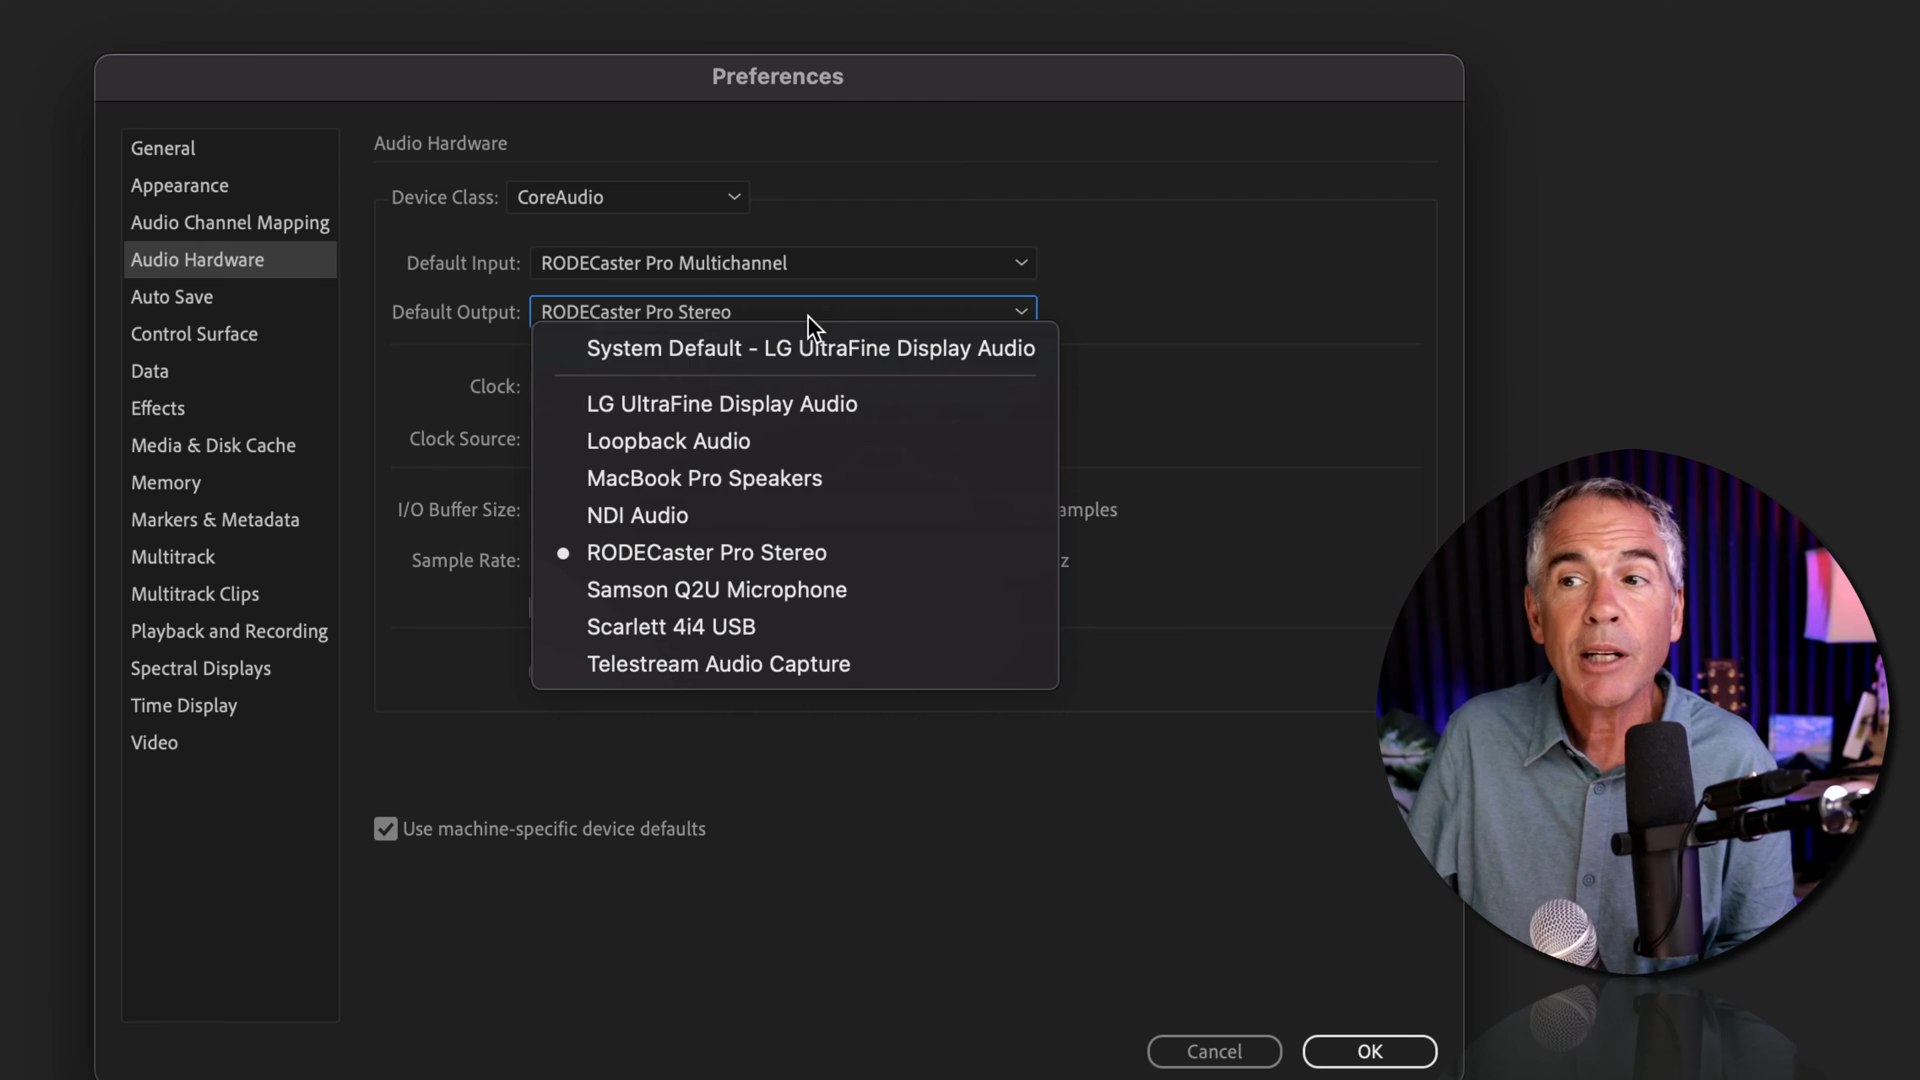 Preferences
General
Appearance
Audio Channel Mapping
Audio Hardware
Auto Save
Control Surface
Data
Effects
Media & Disk Cache
Memory
Markers & Metadata
Multitrack
Multitrack Clips
Playback and Recording
Spectral Displays
Time Display
Video
Audio Hardware
Device Class: CoreAudio
Default Input: RODECaster Pro Multichannel
Default Output: RODECaster Pro Stereo
System Default - LG UltraFine Display Audio
LG UltraFine Display Audio
Loopback Audio
MacBook Pro Speakers
NDI Audio
RODECaster Pro Stereo
Samson Q2U Microphone
Scarlett 4i4 USB
Telestream Audio Capture
Clock:
Clock Source:
I/O Buffer Size: amples
Sample Rate: z
Use machine-specific device defaults
Cancel
OK